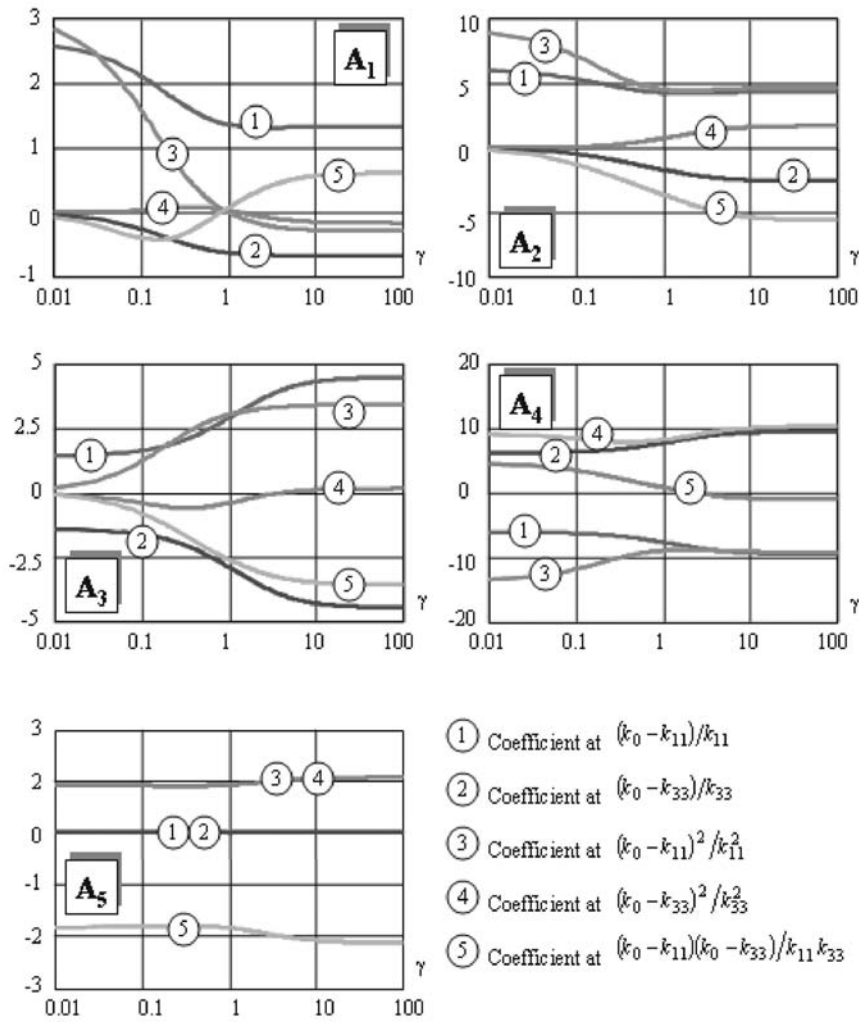 3
2
1
0
-1
0.01 0.1 1 10 100
γ
A₁
1
3
4
5
2
10
5
0
-5
-10
0.01 0.1 1 10 100
γ
A₂
3
1
4
2
5
5
2.5
0
-2.5
-5
0.01 0.1 1 10 100
γ
A₃
1
3
4
2
5
20
10
0
-10
-20
0.01 0.1 1 10 100
γ
A₄
4
2
5
1
3
3
2
1
0
-1
-2
-3
0.01 0.1 1 10 100
A₅
3 4
1 2
5
1 Coefficient at (k₀ − k₁₁)/k₁₁
2 Coefficient at (k₀ − k₃₃)/k₃₃
3 Coefficient at (k₀ − k₁₁)²/k₁₁²
4 Coefficient at (k₀ − k₃₃)²/k₃₃²
5 Coefficient at (k₀ − k₁₁)(k₀ − k₃₃)/k₁₁k₃₃